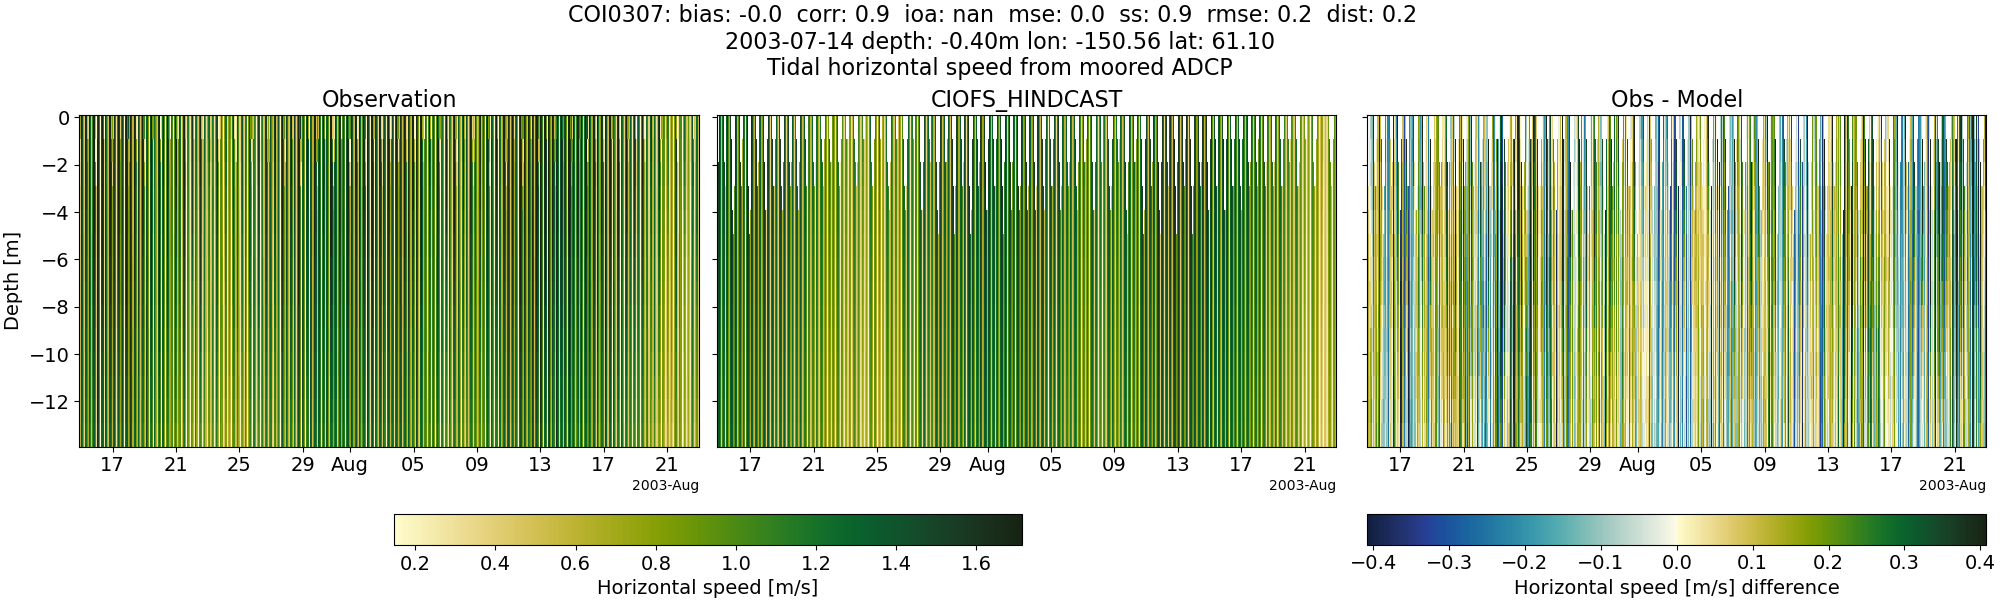 COI0307: bias: -0.0  corr: 0.9  ioa: nan  mse: 0.0  ss: 0.9  rmse: 0.2  dist: 0.2
2003-07-14 depth: -0.40m lon: -150.56 lat: 61.10
Tidal horizontal speed from moored ADCP
Observation
CIOFS_HINDCAST
Obs - Model
Depth [m]
0
−2
−4
−6
−8
−10
−12
17 21 25 29 Aug 05 09 13 17 21
2003-Aug
17 21 25 29 Aug 05 09 13 17 21
2003-Aug
17 21 25 29 Aug 05 09 13 17 21
2003-Aug
0.2 0.4 0.6 0.8 1.0 1.2 1.4 1.6
Horizontal speed [m/s]
−0.4 −0.3 −0.2 −0.1 0.0 0.1 0.2 0.3 0.4
Horizontal speed [m/s] difference